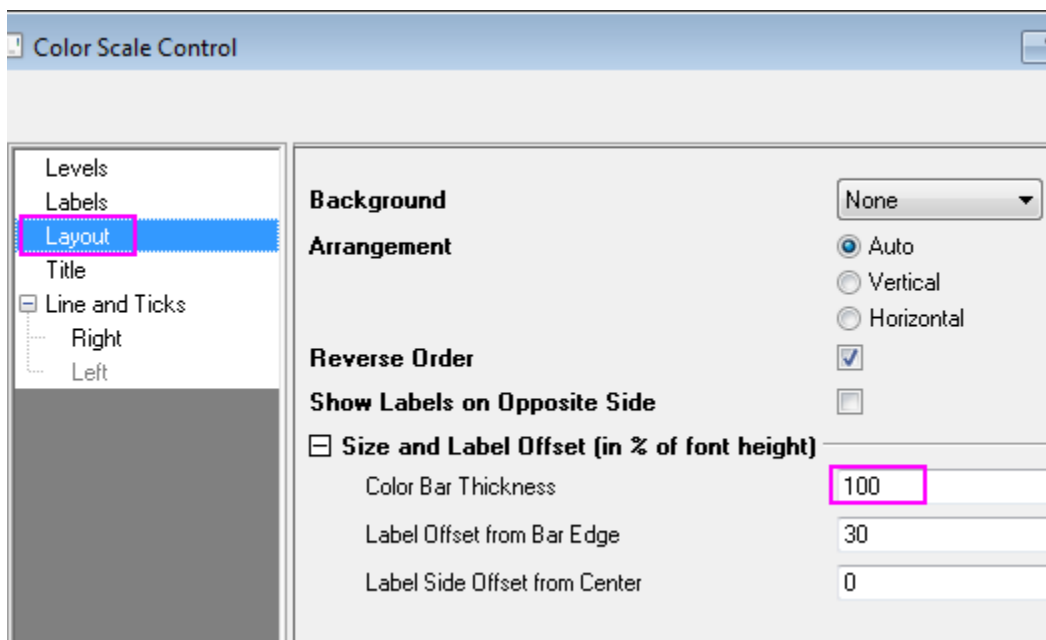 Color Scale Control
Levels
Labels
Layout
Title
Line and Ticks
Right
Left
Background
None
Arrangement
Auto
Vertical
Horizontal
Reverse Order
Show Labels on Opposite Side
Size and Label Offset (in % of font height)
Color Bar Thickness
100
Label Offset from Bar Edge
30
Label Side Offset from Center
0